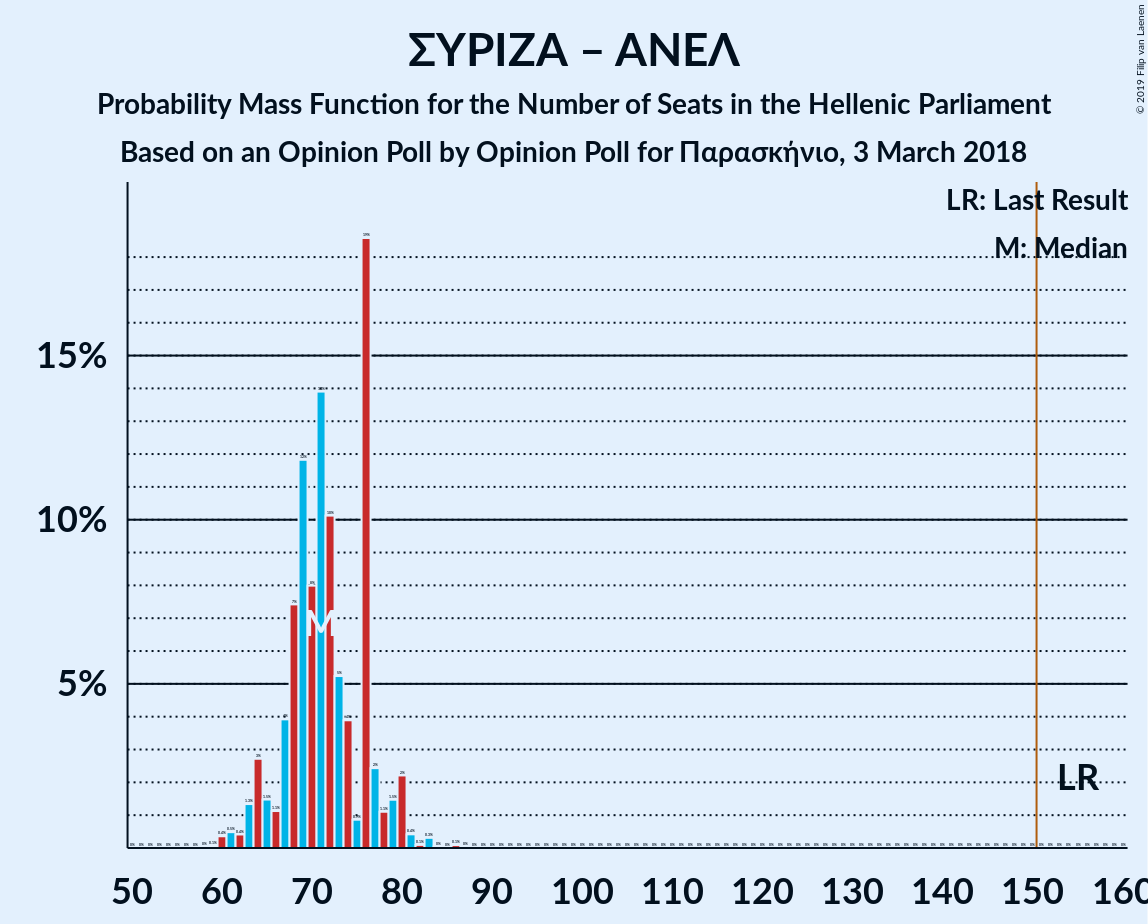 ΣΥΡΙΖΑ – ΑΝΕΛ
Probability Mass Function for the Number of Seats in the Hellenic Parliament
Based on an Opinion Poll by Opinion Poll for Παρασκήνιο, 3 March 2018
© 2019 Filip van Laenen
LR: Last Result
M: Median
15%
10%
5%
M
LR
50 60 70 80 90 100 110 120 130 140 150 160